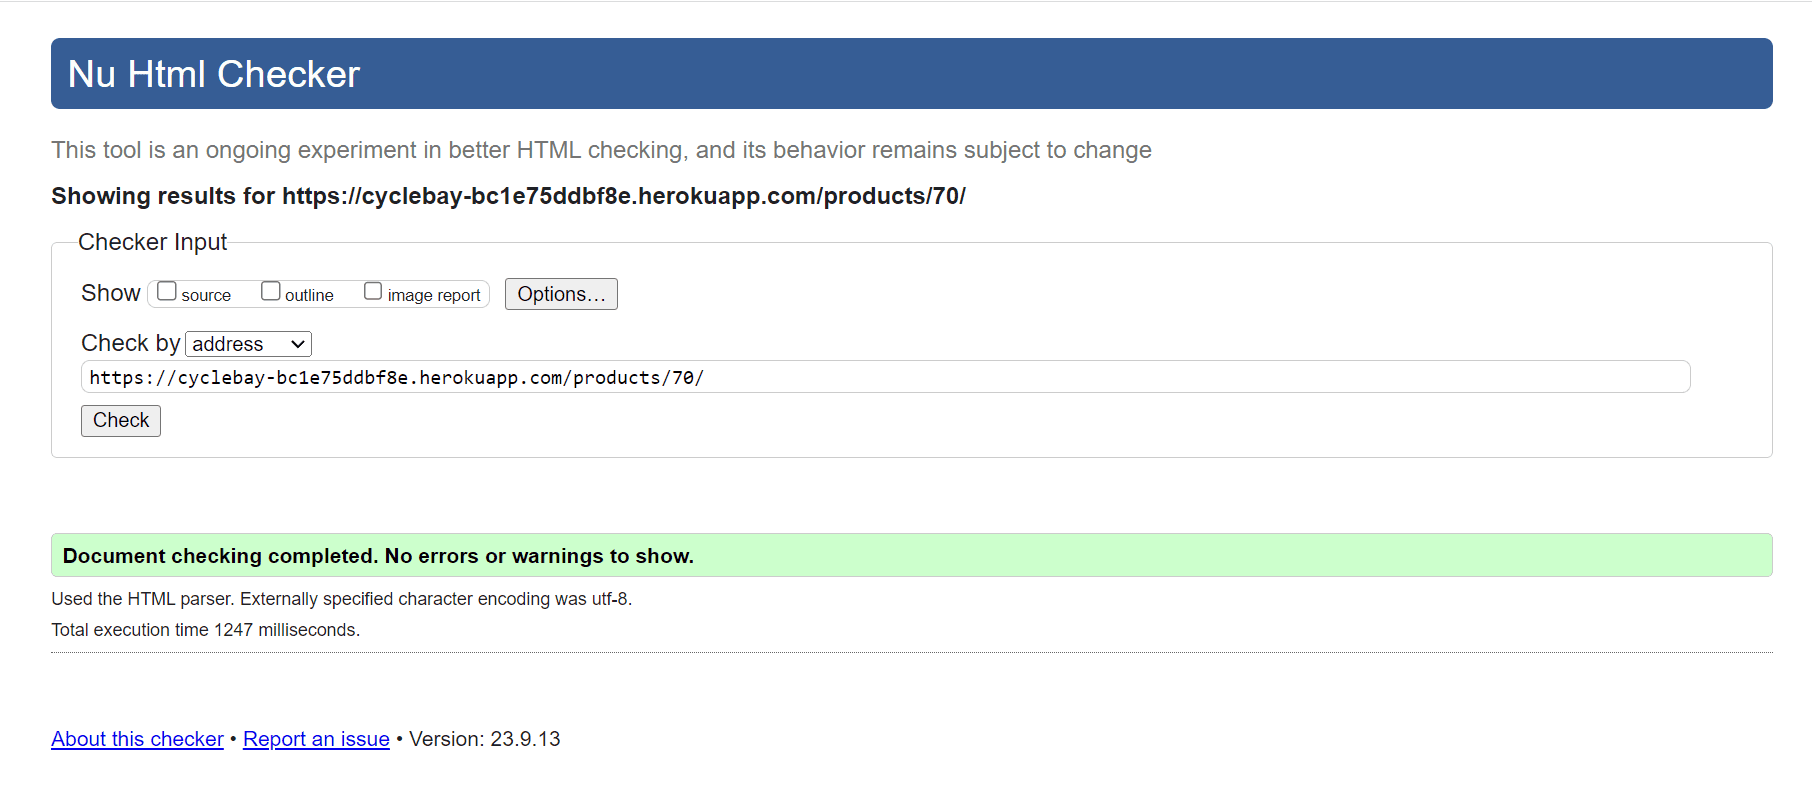 Nu Html Checker
This tool is an ongoing experiment in better HTML checking, and its behavior remains subject to change
Showing results for https://cyclebay-bc1e75ddbf8e.herokuapp.com/products/70/
Checker Input
Show source outline image report Options...
Check by address
https://cyclebay-bc1e75ddbf8e.herokuapp.com/products/70/
Check
Document checking completed. No errors or warnings to show.
Used the HTML parser. Externally specified character encoding was utf-8.
Total execution time 1247 milliseconds.
About this checker • Report an issue • Version: 23.9.13